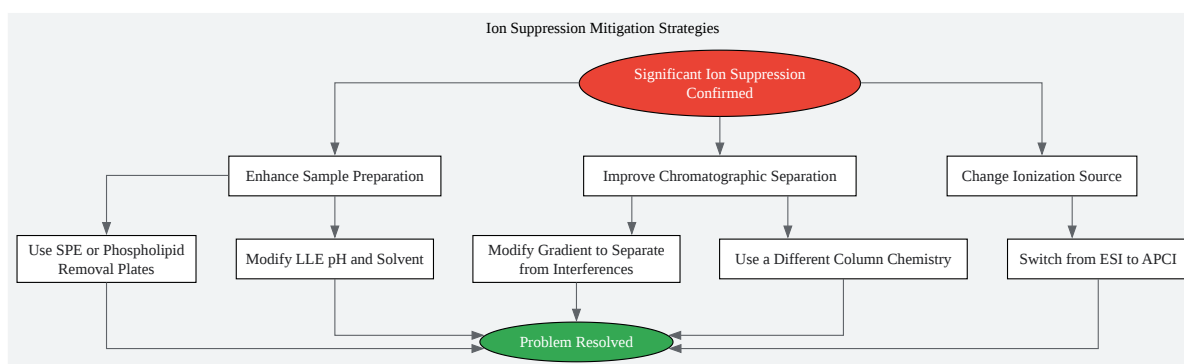 Ion Suppression Mitigation Strategies
Significant Ion Suppression
Confirmed
Enhance Sample Preparation
Improve Chromatographic Separation
Change Ionization Source
Use SPE or Phospholipid
Removal Plates
Modify LLE pH and Solvent
Modify Gradient to Separate
from Interferences
Use a Different Column Chemistry
Switch from ESI to APCI
Problem Resolved